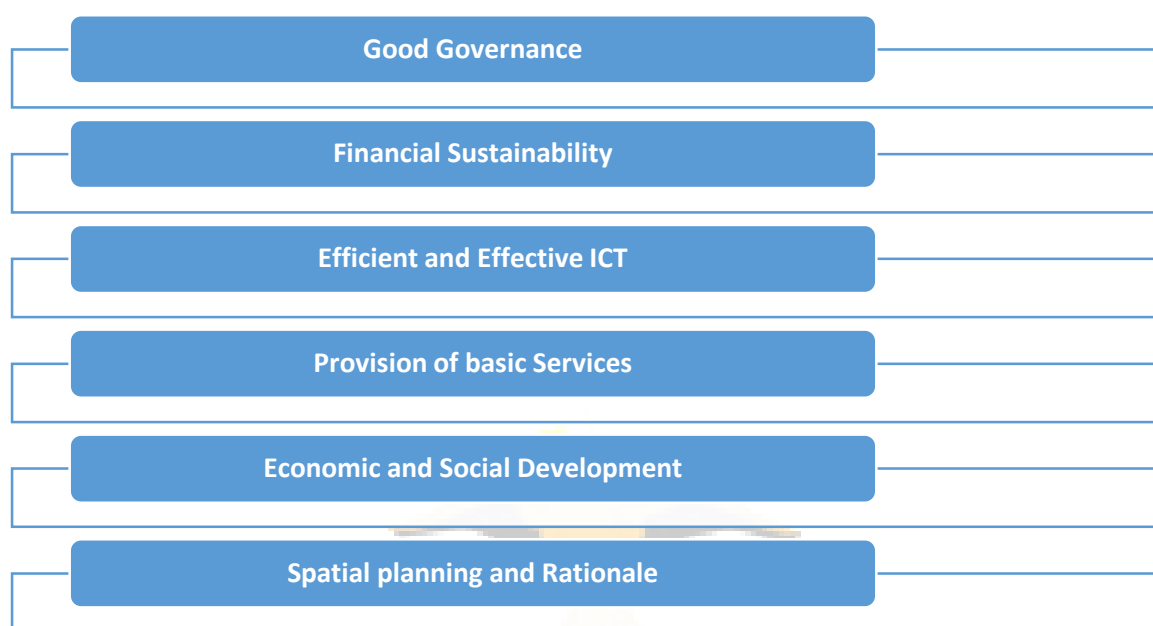 Good Governance
Financial Sustainability
Efficient and Effective ICT
Provision of basic Services
Economic and Social Development
Spatial planning and Rationale